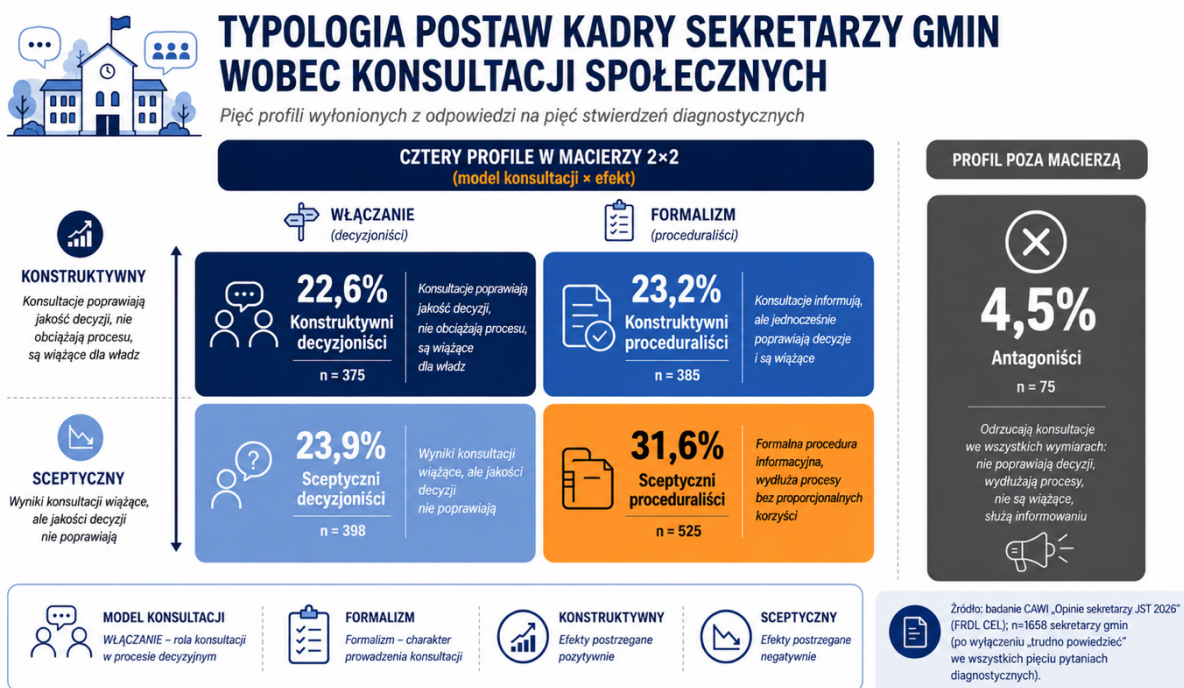 TYPOLOGIA POSTAW KADRY SEKRETARZY GMIN
WOBEC KONSULTACJI SPOŁECZNYCH
Pięć profili wyłonionych z odpowiedzi na pięć stwierdzeń diagnostycznych
CZTERY PROFILE W MACIERZY 2×2
(model konsultacji × efekt)
PROFIL POZA MACIERZĄ
WŁĄCZANIE
(decyzjoniści)
FORMALIZM
(proceduraliści)
KONSTRUKTYWNY
Konsultacje poprawiają
jakość decyzji, nie
obciążają procesu,
są wiążące dla władz
22,6%
Konstruktywni
decyzjoniści
n = 375
Konsultacje poprawiają
jakość decyzji,
nie obciążają procesu,
są wiążące
dla władz
23,2%
Konstruktywni
proceduraliści
n = 385
Konsultacje informują,
ale jednocześnie
poprawiają decyzje
i są wiążące
SCEPTYCZNY
Wyniki konsultacji wiążące,
ale jakości decyzji
nie poprawiają
23,9%
Sceptyczni
decyzjoniści
n = 398
Wyniki konsultacji
wiążące, ale jakości
decyzji
nie poprawiają
31,6%
Sceptyczni
proceduraliści
n = 525
Formalna procedura
informacyjna,
wydłuża procesy
bez proporcjonalnych
korzyści
4,5%
Antagoniści
n = 75
Odrzucają konsultacje
we wszystkich wymiarach:
nie poprawiają decyzji,
wydłużają procesy,
nie są wiążące,
służą informowaniu
MODEL KONSULTACJI
WŁĄCZANIE – rola konsultacji
w procesie decyzyjnym
FORMALIZM
Formalizm – charakter
prowadzenia konsultacji
KONSTRUKTYWNY
Efekty postrzegane
pozytywnie
SCEPTYCZNY
Efekty postrzegane
negatywnie
Źródło: badanie CAWI „Opinie sekretarzy JST 2026"
(FRDL CEL); n=1658 sekretarzy gmin
(po wyłączeniu „trudno powiedzieć"
we wszystkich pięciu pytaniach
diagnostycznych).